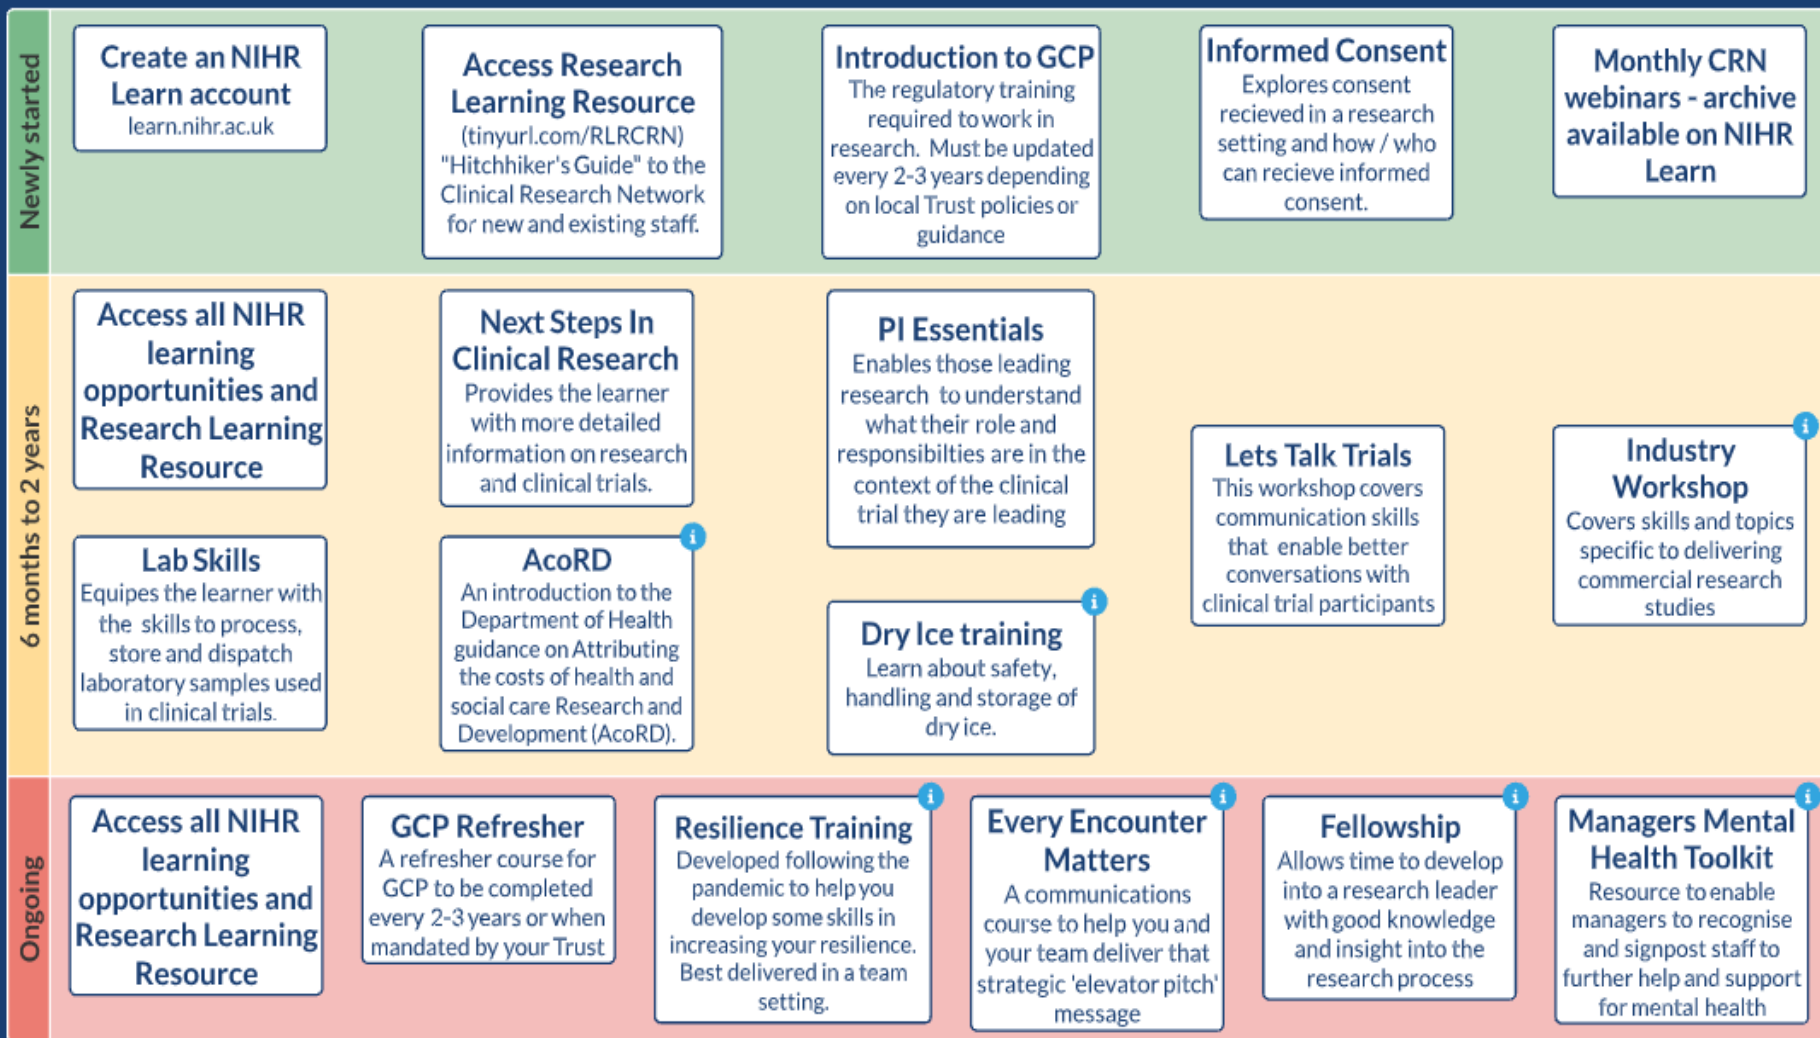 Newly started
Create an NIHR
Learn account
learn.nihr.ac.uk
Access Research
Learning Resource
(tinyurl.com/RLRCRN)
"Hitchhiker's Guide" to the
Clinical Research Network
for new and existing staff.
Introduction to GCP
The regulatory training
required to work in
research. Must be updated
every 2-3 years depending
on local Trust policies or
guidance
Informed Consent
Explores consent
recieved in a research
setting and how / who
can recieve informed
consent.
Monthly CRN
webinars - archive
available on NIHR
Learn
6 months to 2 years
Access all NIHR
learning
opportunities and
Research Learning
Resource
Next Steps In
Clinical Research
Provides the learner
with more detailed
information on research
and clinical trials.
PI Essentials
Enables those leading
research to understand
what their role and
responsibilties are in the
context of the clinical
trial they are leading
Lets Talk Trials
This workshop covers
communication skills
that enable better
conversations with
clinical trial participants
i
Industry
Workshop
Covers skills and topics
specific to delivering
commercial research
studies
Lab Skills
Equipes the learner with
the skills to process,
store and dispatch
laboratory samples used
in clinical trials.
i
AcoRD
An introduction to the
Department of Health
guidance on Attributing
the costs of health and
social care Research and
Development (AcoRD).
i
Dry Ice training
Learn about safety,
handling and storage of
dry ice.
Ongoing
Access all NIHR
learning
opportunities and
Research Learning
Resource
GCP Refresher
A refresher course for
GCP to be completed
every 2-3 years or when
mandated by your Trust
i
Resilience Training
Developed following the
pandemic to help you
develop some skills in
increasing your resilience.
Best delivered in a team
setting.
i
Every Encounter
Matters
A communications
course to help you and
your team deliver that
strategic 'elevator pitch'
message
i
Fellowship
Allows time to develop
into a research leader
with good knowledge
and insight into the
research process
i
Managers Mental
Health Toolkit
Resource to enable
managers to recognise
and signpost staff to
further help and support
for mental health